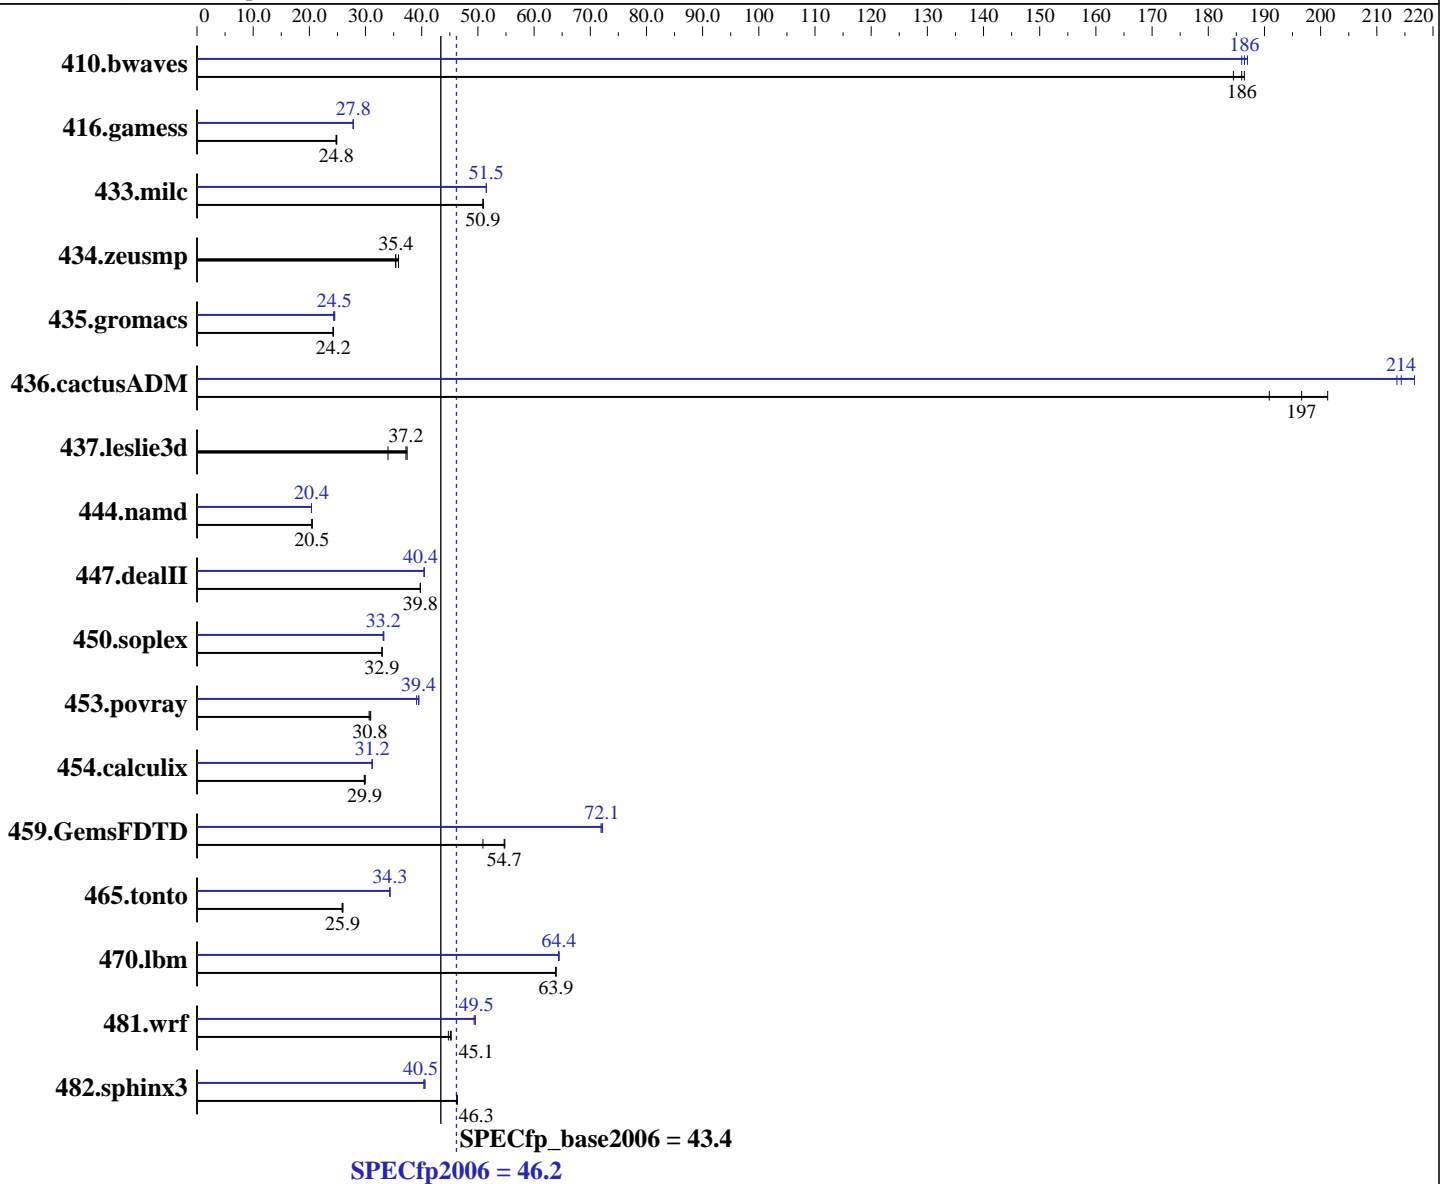 0 10.0 20.0 30.0 40.0 50.0 60.0 70.0 80.0 90.0 100 110 120 130 140 150 160 170 180 190 200 210 220
410.bwaves 186
186
416.gamess 27.8
24.8
433.milc 51.5
50.9
434.zeusmp 35.4
435.gromacs 24.5
24.2
436.cactusADM 214
197
437.leslie3d 37.2
444.namd 20.4
20.5
447.dealII 40.4
39.8
450.soplex 33.2
32.9
453.povray 39.4
30.8
454.calculix 31.2
29.9
459.GemsFDTD 72.1
54.7
465.tonto 34.3
25.9
470.lbm 64.4
63.9
481.wrf 49.5
45.1
482.sphinx3 40.5
46.3
SPECfp_base2006 = 43.4
SPECfp2006 = 46.2